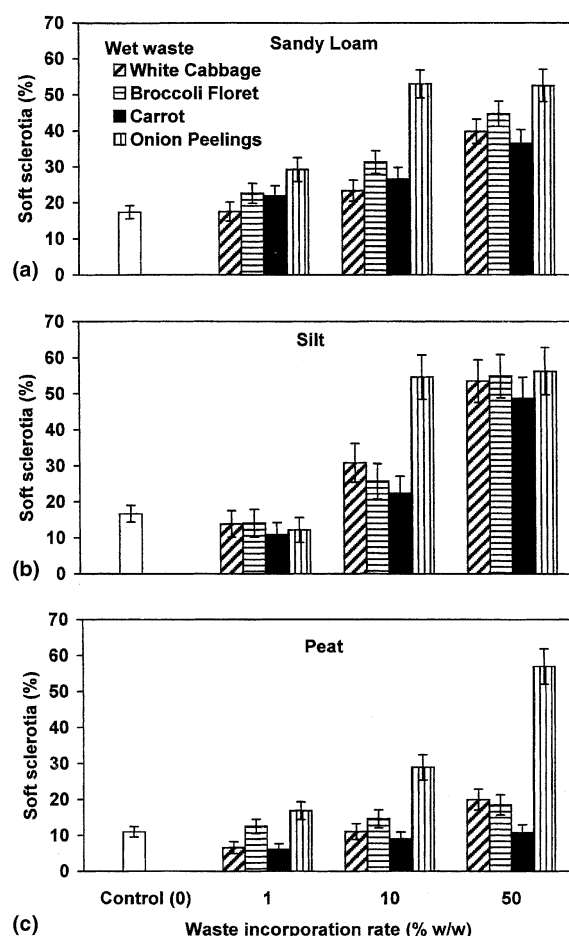 70
60
50
40
30
20
10
0
Soft sclerotia (%)
Sandy Loam
Wet waste
White Cabbage
Broccoli Floret
Carrot
Onion Peelings
(a)
70
60
50
40
30
20
10
0
Soft sclerotia (%)
Silt
(b)
70
60
50
40
30
20
10
0
Soft sclerotia (%)
Peat
Control (0) 1 10 50
(c) Waste incorporation rate (% w/w)